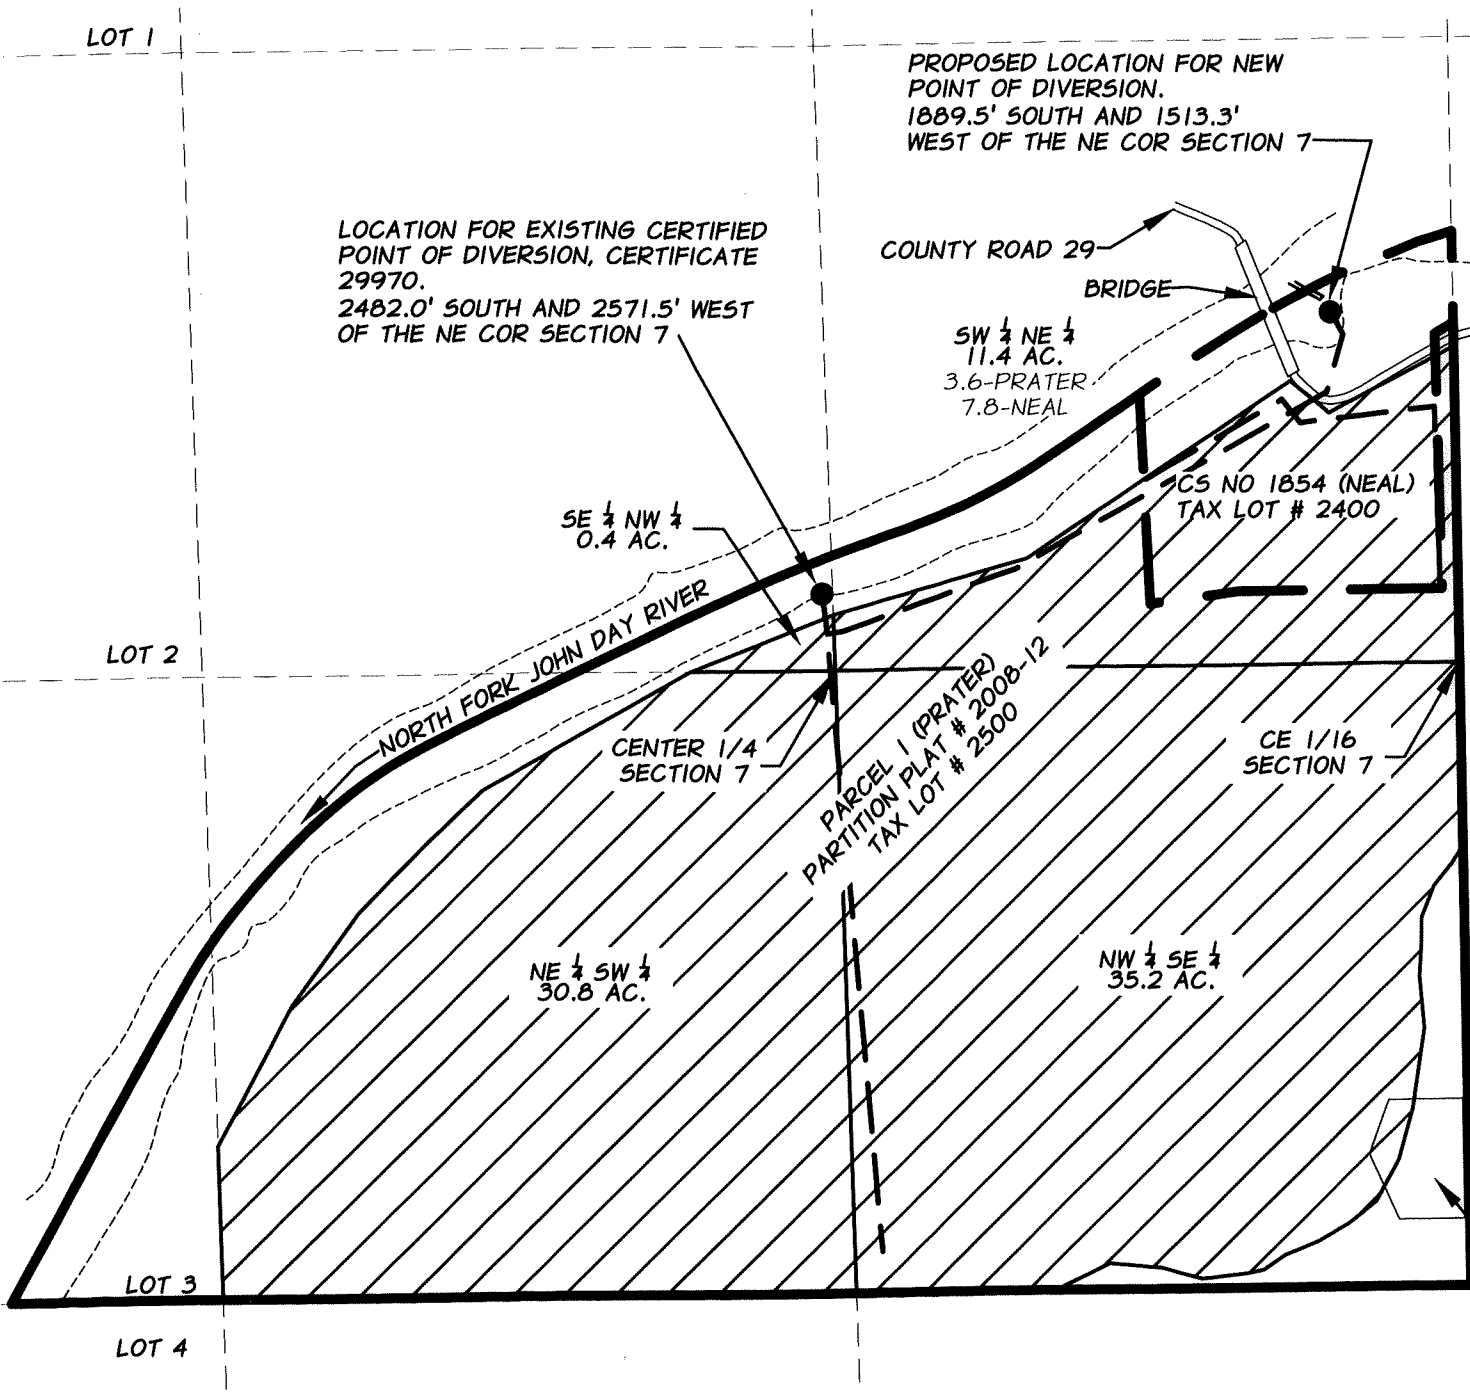 LOT 1
PROPOSED LOCATION FOR NEW
POINT OF DIVERSION.
1889.5' SOUTH AND 1513.3'
WEST OF THE NE COR SECTION 7
LOCATION FOR EXISTING CERTIFIED
POINT OF DIVERSION, CERTIFICATE
29970.
2482.0' SOUTH AND 2571.5' WEST
OF THE NE COR SECTION 7
COUNTY ROAD 29
BRIDGE
SW 1/4 NE 1/4
11.4 AC.
3.6-PRATER
7.8-NEAL
CS NO 1854 (NEAL)
TAX LOT # 2400
SE 1/4 NW 1/4
0.4 AC.
NORTH FORK JOHN DAY RIVER
LOT 2
CENTER 1/4
SECTION 7
PARCEL 1 (PRATER)
PARTITION PLAT # 2008-12
TAX LOT # 2500
CE 1/16
SECTION 7
NE 1/4 SW 1/4
30.8 AC.
NW 1/4 SE 1/4
35.2 AC.
LOT 3
LOT 4